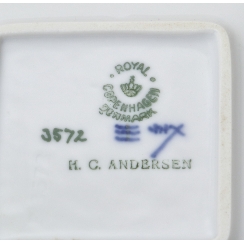 ROYAL
COPENHAGEN
DENMARK
3572
H. C. ANDERSEN